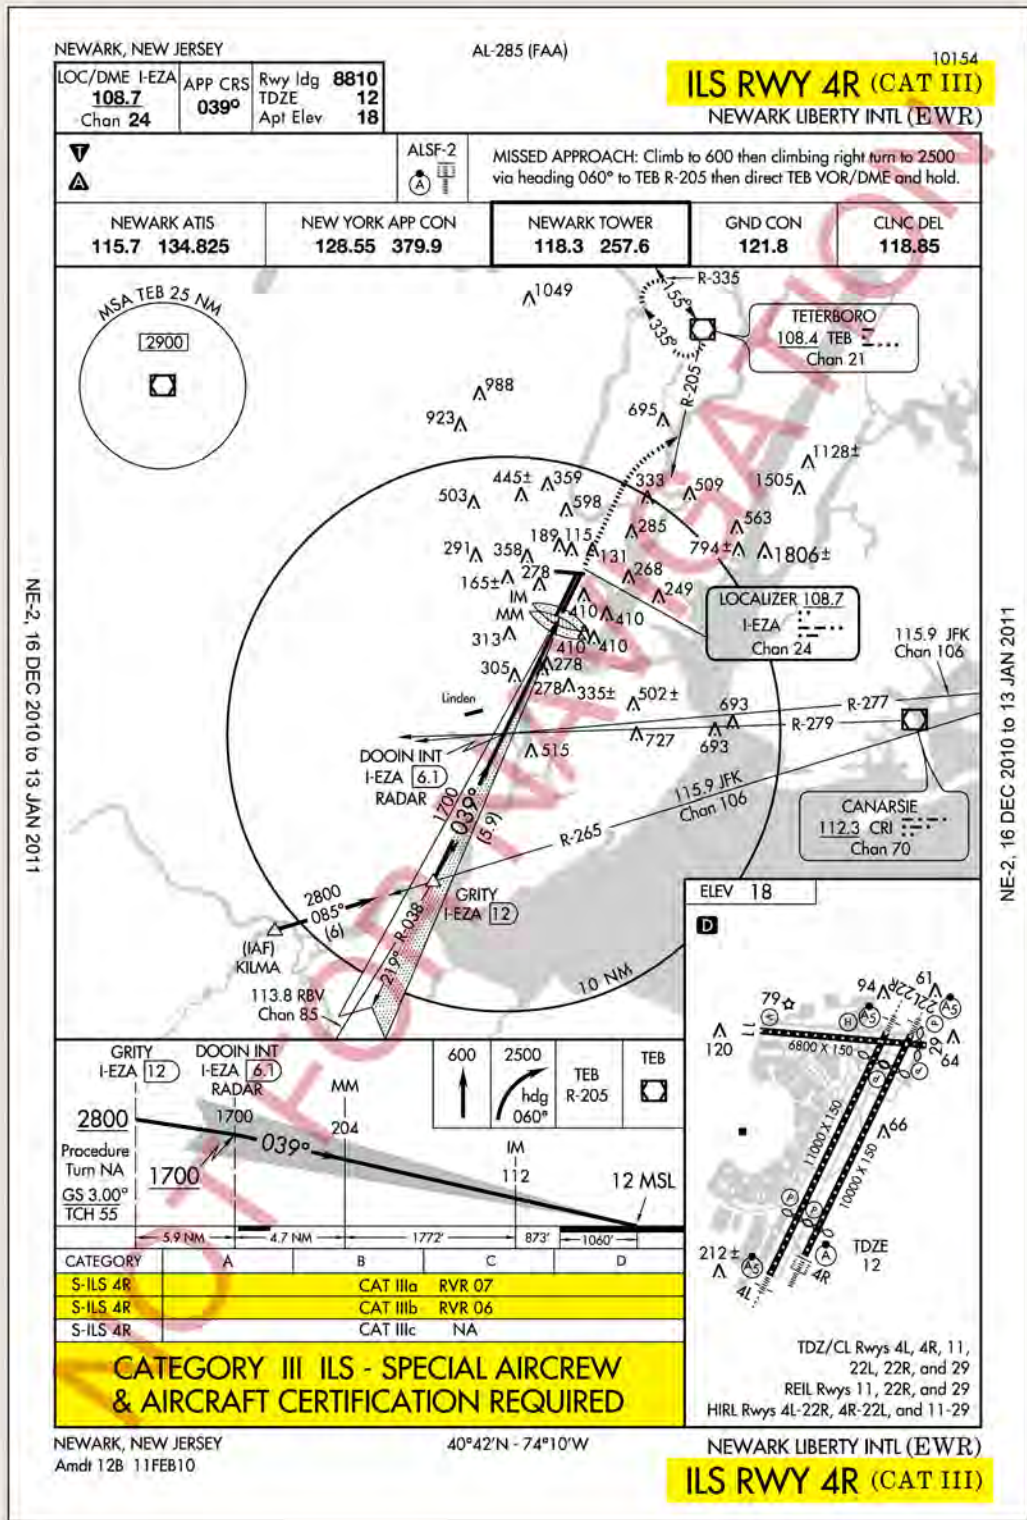 NEWARK, NEW JERSEY
AL-285 (FAA)
10154
LOC/DME I-EZA
108.7
Chan 24
APP CRS
039°
Rwy ldg 8810
TDZE 12
Apt Elev 18
ILS RWY 4R (CAT III)
NEWARK LIBERTY INTL (EWR)
T
A
ALSF-2
A
MISSED APPROACH: Climb to 600 then climbing right turn to 2500
via heading 060° to TEB R-205 then direct TEB VOR/DME and hold.
NEWARK ATIS
115.7 134.825
NEW YORK APP CON
128.55 379.9
NEWARK TOWER
118.3 257.6
GND CON
121.8
CLNC DEL
118.85
MSA TEB 25 NM
2900
1049
R-335
155°
335°
TETERBORO
108.4 TEB
Chan 21
R-205
988
923
695
1128±
1505
445±
359
503
598
333
509
285
563
189
115
131
794±
1806±
291
358
278
268
165±
249
IM
MM
410
410
410
410
313
LOCALIZER 108.7
I-EZA
Chan 24
115.9 JFK
Chan 106
305
278
278
335±
502±
Linden
R-277
R-279
693
693
727
515
DOOIN INT
I-EZA 6.1
RADAR
1700
039°
(5.9)
115.9 JFK
Chan 106
R-265
CANARSIE
112.3 CRI
Chan 70
GRITY
I-EZA 12
2800
085°
(6)
(IAF)
KILMA
219°
R-038
113.8 RBV
Chan 85
10 NM
ELEV 18
D
79
94
61
22R
22L
A5
A5
H
P
11
120
6800 X 150
29
64
P
11000 X 150
10000 X 150
66
P
P
212±
A5
4L
4R
A
TDZE
12
TDZ/CL Rwys 4L, 4R, 11,
22L, 22R, and 29
REIL Rwys 11, 22R, and 29
HIRL Rwys 4L-22R, 4R-22L, and 11-29
GRITY
I-EZA 12
DOOIN INT
I-EZA 6.1
RADAR
MM
600
2500
hdg
060°
TEB
R-205
TEB
2800
1700
039°
204
IM
112
12 MSL
Procedure
Turn NA
1700
GS 3.00°
TCH 55
5.9 NM
4.7 NM
1772'
873'
1060'
CATEGORY A B C D
S-ILS 4R CAT IIIa RVR 07
S-ILS 4R CAT IIIb RVR 06
S-ILS 4R CAT IIIc NA
CATEGORY III ILS - SPECIAL AIRCREW
& AIRCRAFT CERTIFICATION REQUIRED
NEWARK, NEW JERSEY
Amdt 12B 11FEB10
40°42'N - 74°10'W
NEWARK LIBERTY INTL (EWR)
ILS RWY 4R (CAT III)
NE-2, 16 DEC 2010 to 13 JAN 2011
NE-2, 16 DEC 2010 to 13 JAN 2011
NOT FOR NAVIGATION